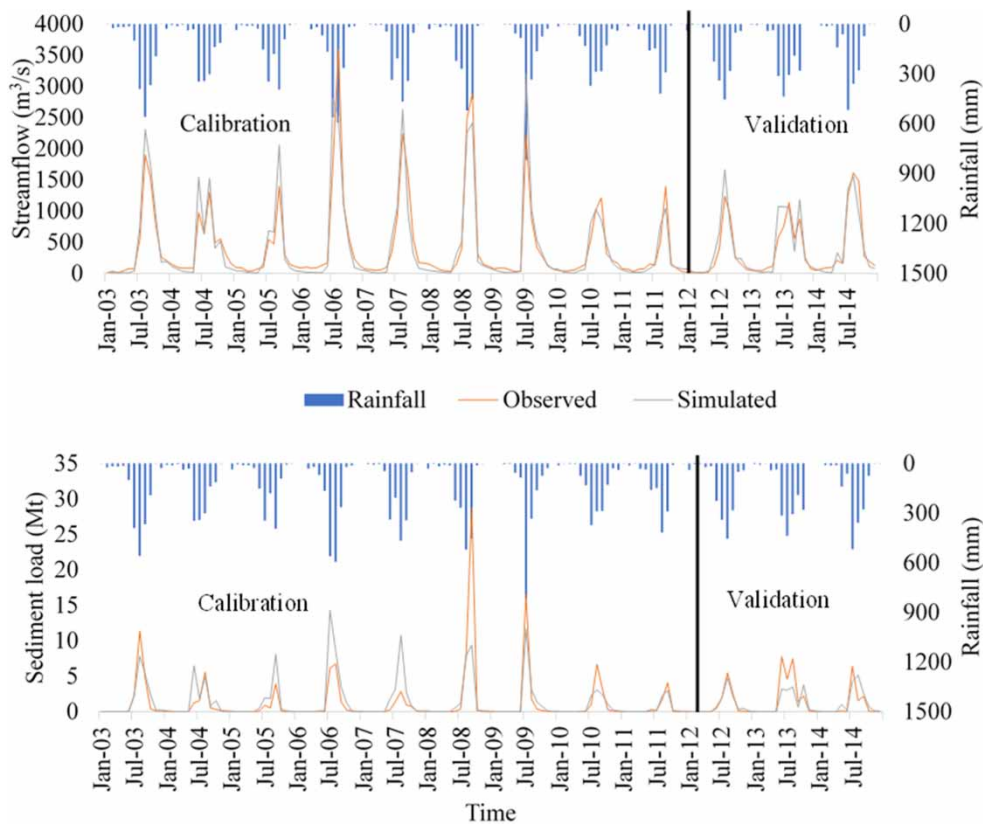 4000
3500
3000
2500
2000
1500
1000
500
0
Streamflow (m³/s)
Calibration
Validation
0
300
600
900
1200
1500
Rainfall (mm)
Jan-03
Jul-03
Jan-04
Jul-04
Jan-05
Jul-05
Jan-06
Jul-06
Jan-07
Jul-07
Jan-08
Jul-08
Jan-09
Jul-09
Jan-10
Jul-10
Jan-11
Jul-11
Jan-12
Jul-12
Jan-13
Jul-13
Jan-14
Jul-14
Rainfall
Observed
Simulated
35
30
25
20
15
10
5
0
Sediment load (Mt)
Calibration
Validation
0
300
600
900
1200
1500
Rainfall (mm)
Jan-03
Jul-03
Jan-04
Jul-04
Jan-05
Jul-05
Jan-06
Jul-06
Jan-07
Jul-07
Jan-08
Jul-08
Jan-09
Jul-09
Jan-10
Jul-10
Jan-11
Jul-11
Jan-12
Jul-12
Jan-13
Jul-13
Jan-14
Jul-14
Time